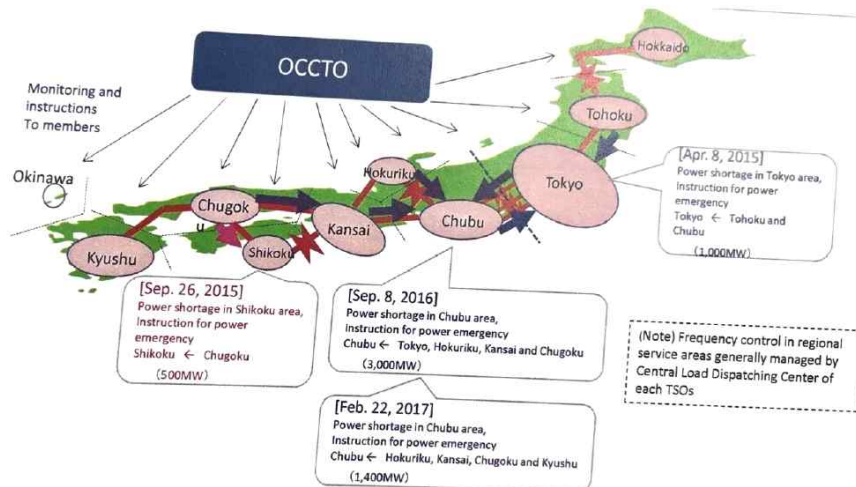 OCCTO
Monitoring and
instructions
To members
Hokkaido
Tohoku
Okinawa
Hokuriku
Tokyo
Chugok
u
Kansai
Chubu
Kyushu
Shikoku
[Apr. 8, 2015]
Power shortage in Tokyo area,
Instruction for power
emergency
Tokyo ← Tohoku and
Chubu
(1,000MW)
[Sep. 26, 2015]
Power shortage in Shikoku area,
Instruction for power
emergency
Shikoku ← Chugoku
(500MW)
[Sep. 8, 2016]
Power shortage in Chubu area,
instruction for power emergency
Chubu ← Tokyo, Hokuriku, Kansai and Chugoku
(3,000MW)
[Feb. 22, 2017]
Power shortage in Chubu area,
Instruction for power emergency
Chubu ← Hokuriku, Kansai, Chugoku and Kyushu
(1,400MW)
(Note) Frequency control in regional
service areas generally managed by
Central Load Dispatching Center of
each TSOs